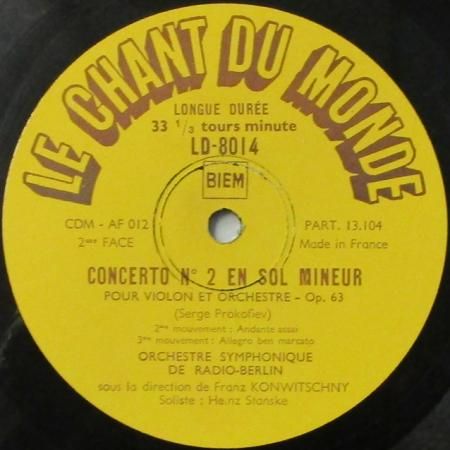 LE CHANT DU MONDE
LONGUE DURÉE
33 1/3 tours minute
LD-8014
BIEM
CDM - AF 012
2me FACE
PART. 13.104
Made in France
CONCERTO N° 2 EN SOL MINEUR
POUR VIOLON ET ORCHESTRE - Op. 63
(Serge Prokofiev)
2me mouvement : Andante assai
3me mouvement : Allegro ben marcato
ORCHESTRE SYMPHONIQUE
DE RADIO-BERLIN
sous la direction de Franz KONWITSCHNY
Soliste : Heinz Stanske